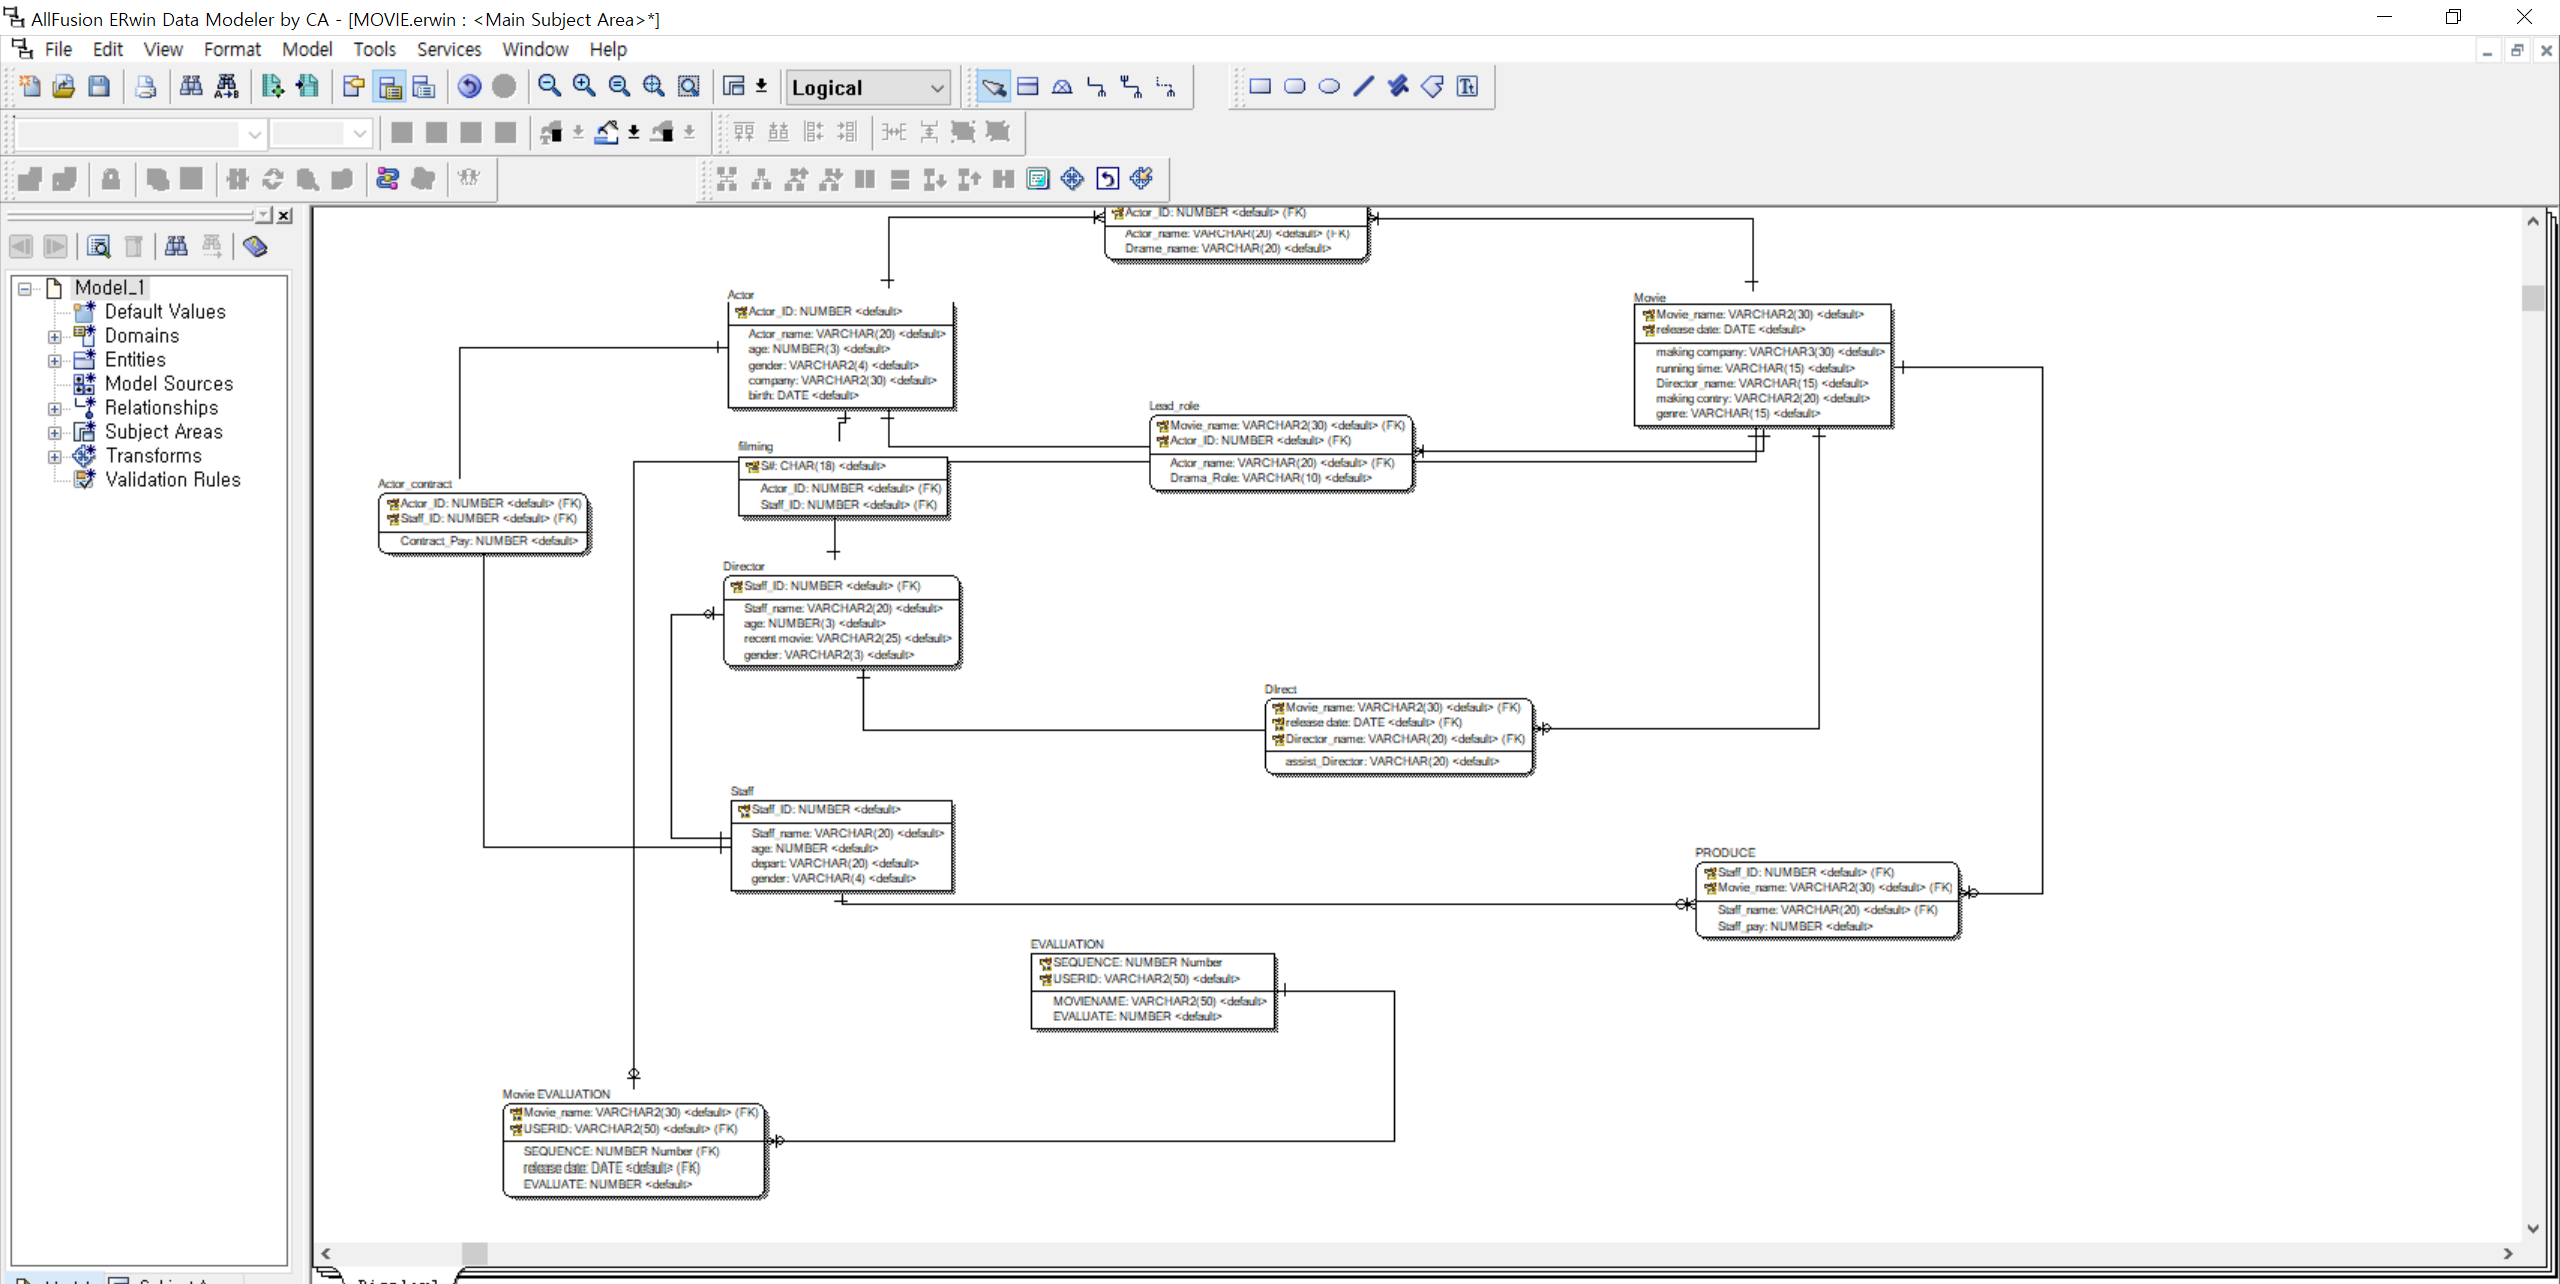 AllFusion ERwin Data Modeler by CA - [MOVIE.erwin : <Main Subject Area>*]
File Edit View Format Model Tools Services Window Help
Logical
Model_1
Default Values
Domains
Entities
Model Sources
Relationships
Subject Areas
Transforms
Validation Rules
Actor_ID: NUMBER <default> (FK)
Actor_name: VARCHAR(20) <default> (FK)
Drame_name: VARCHAR(20) <default>
Actor
Actor_ID: NUMBER <default>
Actor_name: VARCHAR(20) <default>
age: NUMBER(3) <default>
gender: VARCHAR2(4) <default>
company: VARCHAR2(30) <default>
birth: DATE <default>
Movie
Movie_name: VARCHAR2(30) <default>
release date: DATE <default>
making company: VARCHAR3(30) <default>
running time: VARCHAR(15) <default>
Director_name: VARCHAR(15) <default>
making contry: VARCHAR2(20) <default>
genre: VARCHAR(15) <default>
Lead_role
Movie_name: VARCHAR2(30) <default> (FK)
Actor_ID: NUMBER <default> (FK)
Actor_name: VARCHAR(20) <default> (FK)
Drama_Role: VARCHAR(10) <default>
filming
S#: CHAR(18) <default>
Actor_ID: NUMBER <default> (FK)
Staff_ID: NUMBER <default> (FK)
Actor_contract
Actor_ID: NUMBER <default> (FK)
Staff_ID: NUMBER <default> (FK)
Contract_Pay: NUMBER <default>
Director
Staff_ID: NUMBER <default> (FK)
Staff_name: VARCHAR2(20) <default>
age: NUMBER(3) <default>
recent movie: VARCHAR2(25) <default>
gender: VARCHAR2(3) <default>
DIrect
Movie_name: VARCHAR2(30) <default> (FK)
release date: DATE <default> (FK)
Director_name: VARCHAR(20) <default> (FK)
assist_Director: VARCHAR(20) <default>
Staff
Staff_ID: NUMBER <default>
Staff_name: VARCHAR(20) <default>
age: NUMBER <default>
depart: VARCHAR(20) <default>
gender: VARCHAR(4) <default>
PRODUCE
Staff_ID: NUMBER <default> (FK)
Movie_name: VARCHAR2(30) <default> (FK)
Staff_name: VARCHAR(20) <default> (FK)
Staff_pay: NUMBER <default>
EVALUATION
SEQUENCE: NUMBER Number
USERID: VARCHAR2(50) <default>
MOVIENAME: VARCHAR2(50) <default>
EVALUATE: NUMBER <default>
Movie EVALUATION
Movie_name: VARCHAR2(30) <default> (FK)
USERID: VARCHAR2(50) <default> (FK)
SEQUENCE: NUMBER Number (FK)
release date: DATE <default> (FK)
EVALUATE: NUMBER <default>